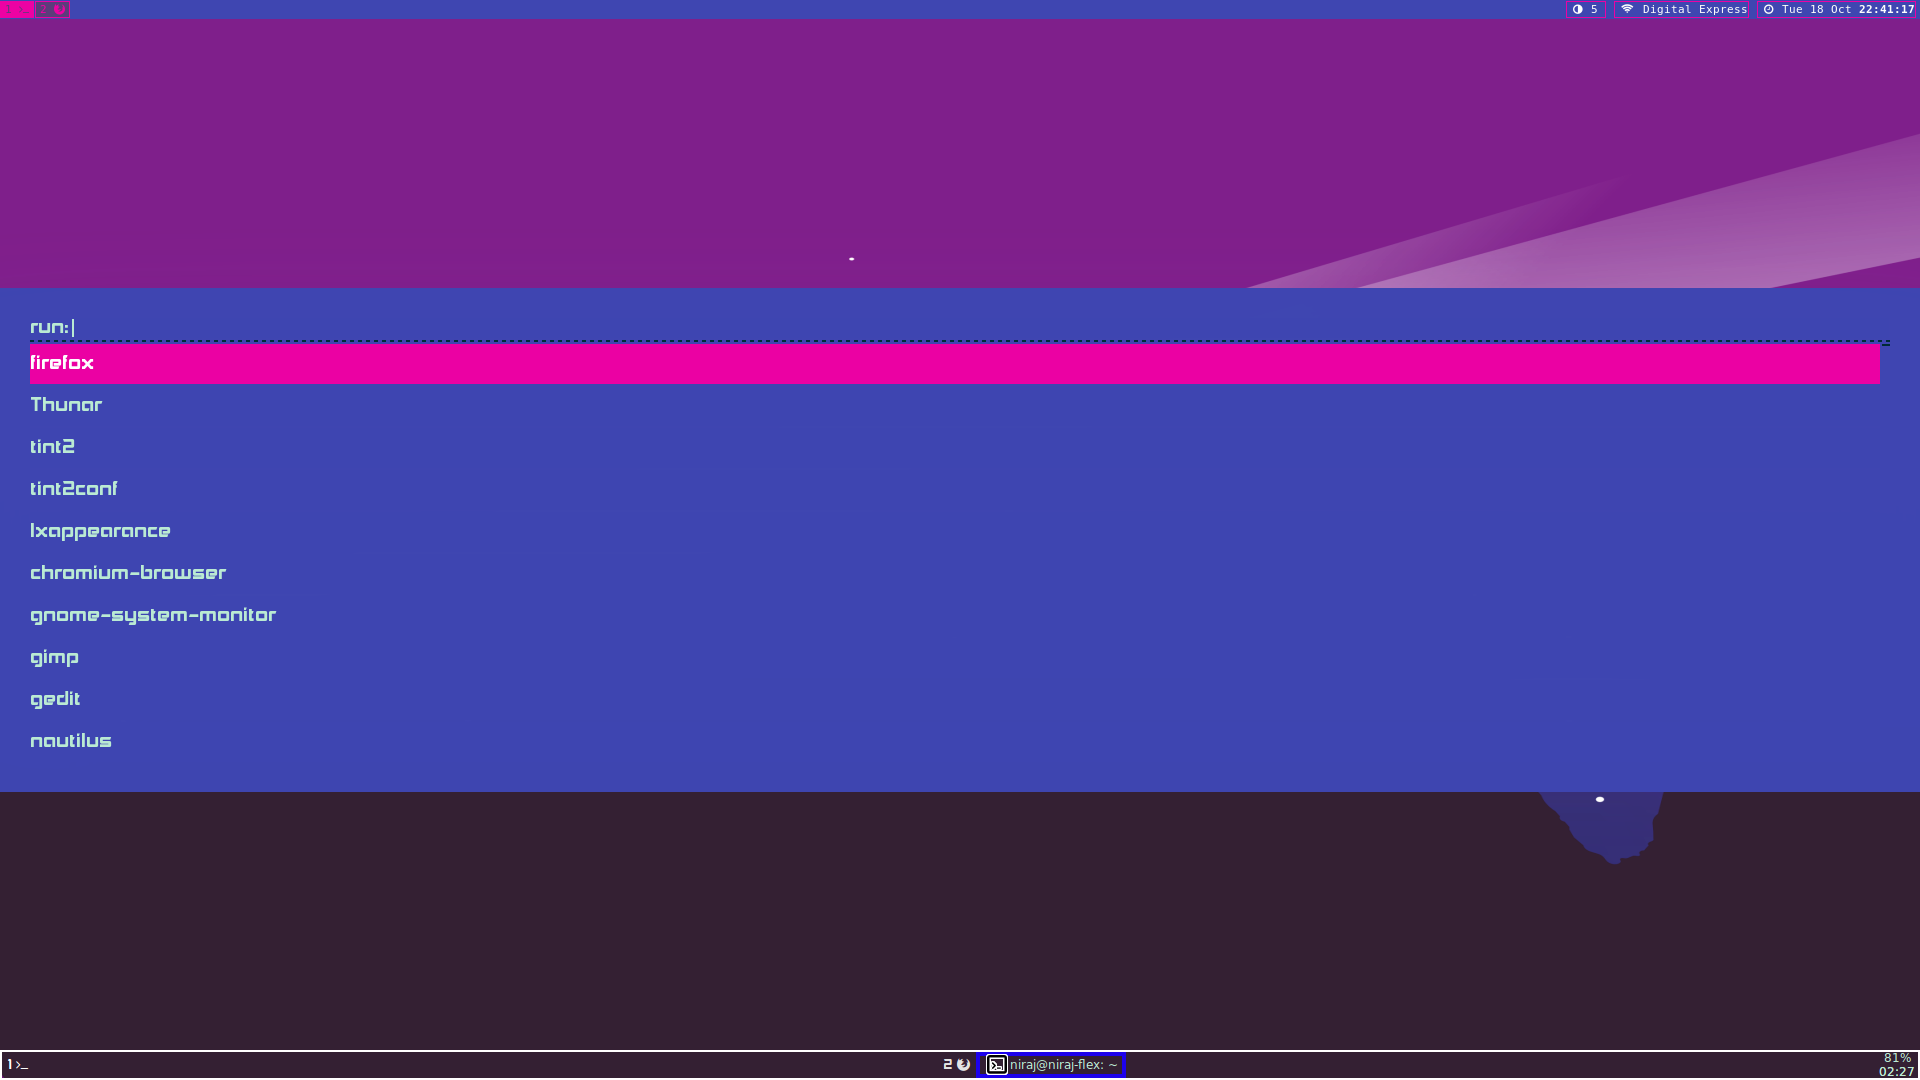 1 >_ 2 5 Digital Express Tue 18 Oct 22:41:17
run:
firefox
Thunar
tint2
tint2conf
lxappearance
chromium-browser
gnome-system-monitor
gimp
gedit
nautilus
1 >_ 2 niraj@niraj-flex: ~ 81%
02:27